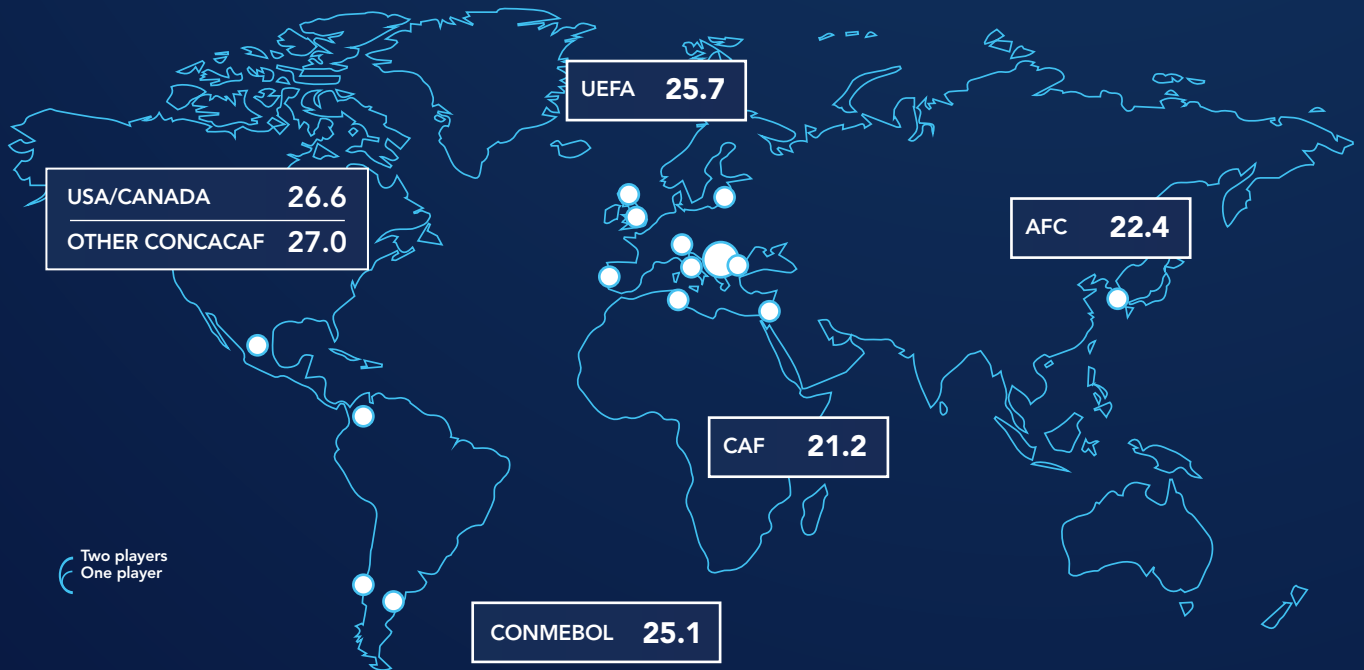 UEFA 25.7
USA/CANADA 26.6
OTHER CONCACAF 27.0
AFC 22.4
CAF 21.2
Two players
One player
CONMEBOL 25.1